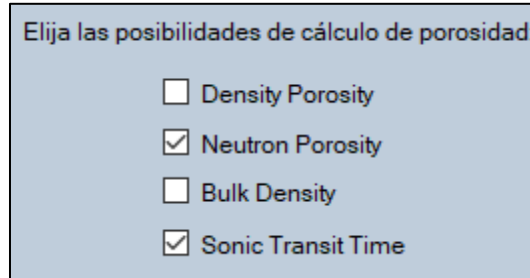 Elija las posibilidades de cálculo de porosidad
Density Porosity
Neutron Porosity
Bulk Density
Sonic Transit Time